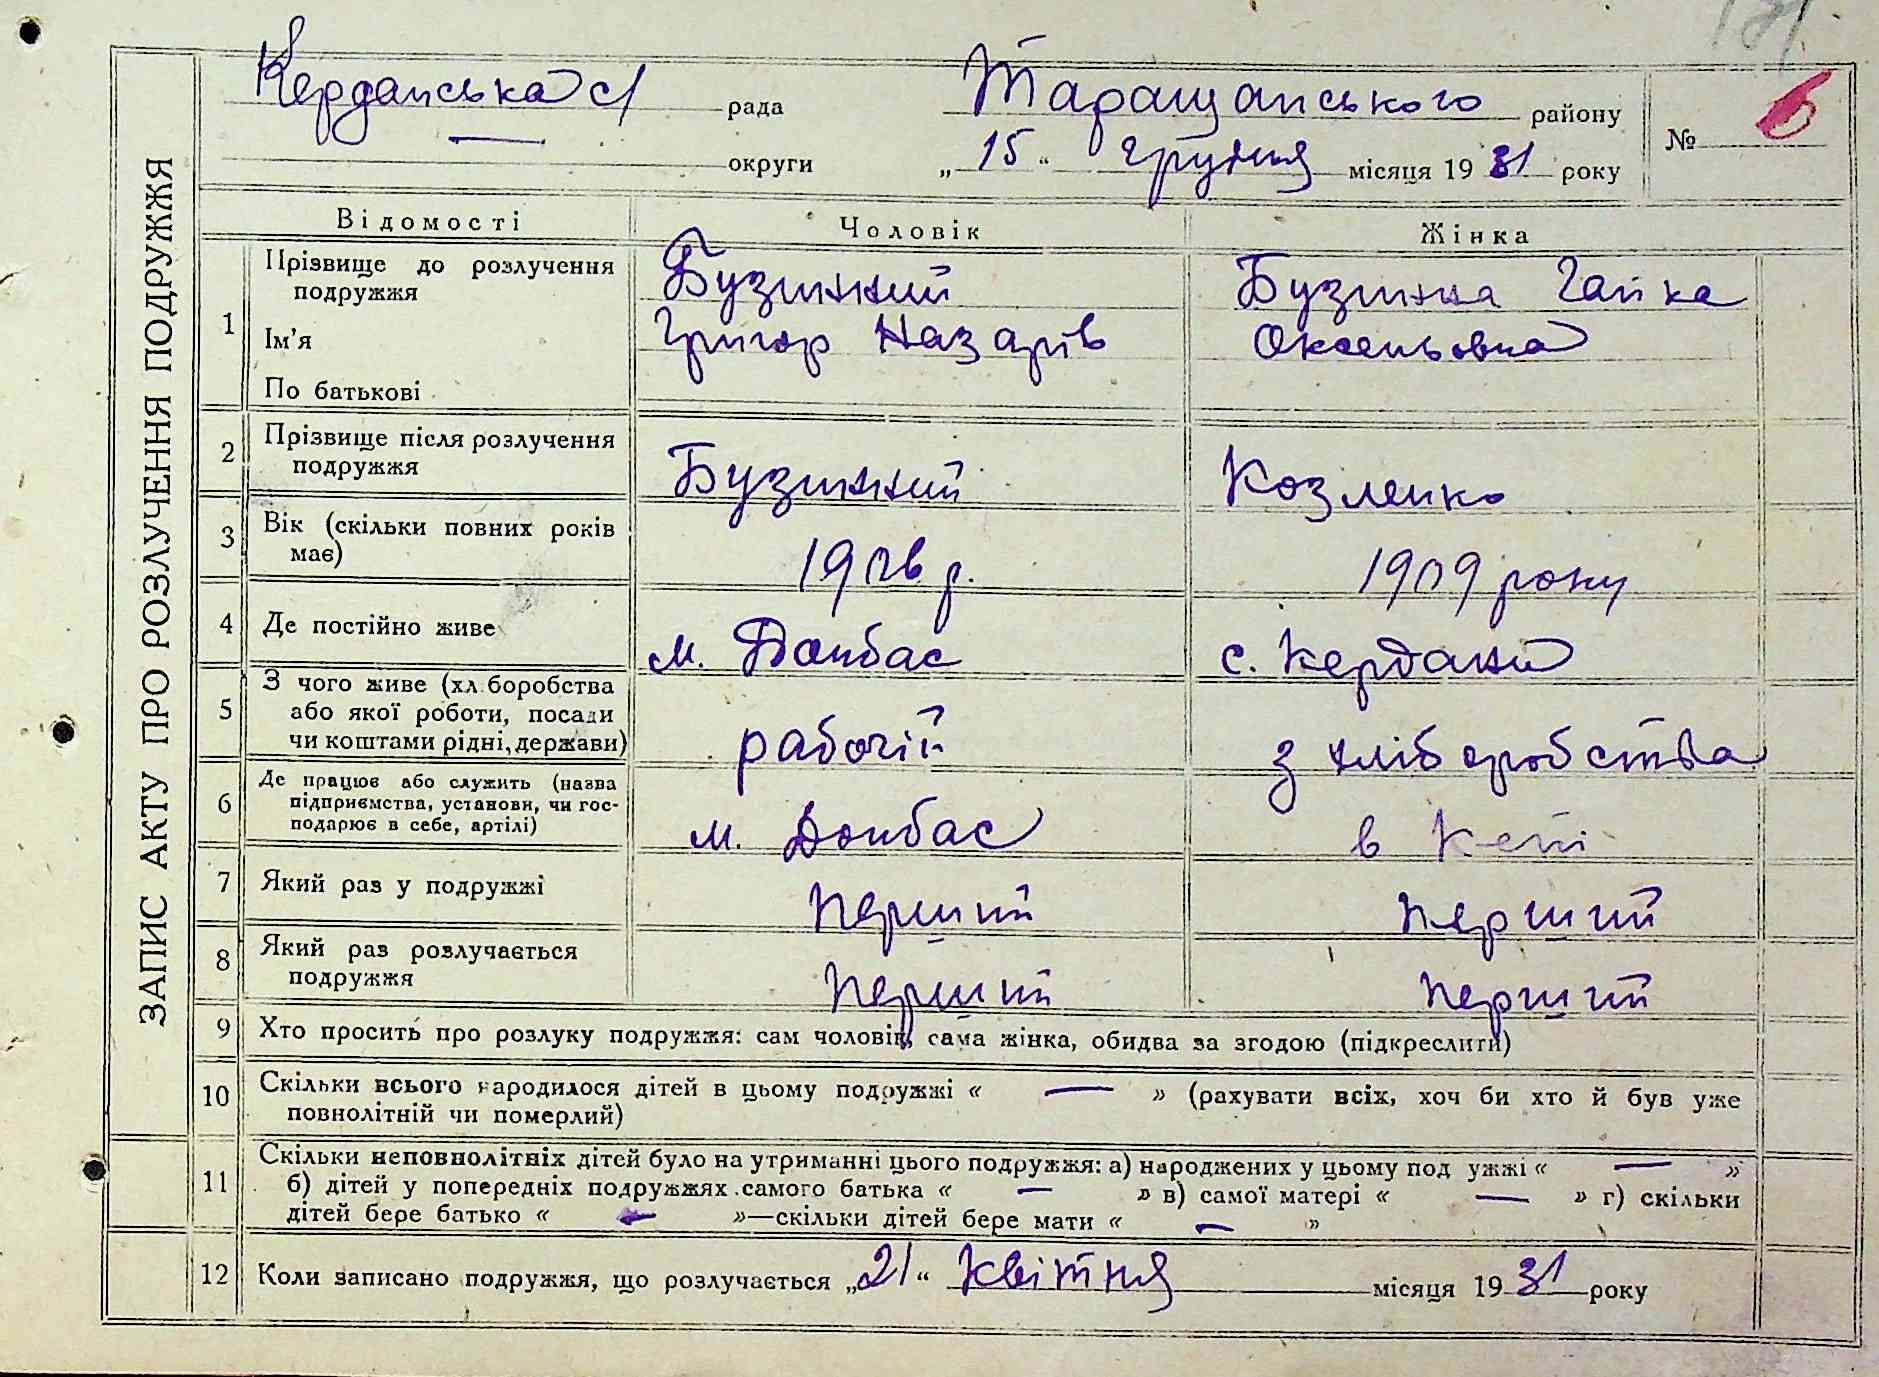 Керданська с/ рада Таращанського району № 6
— округи „15“ грудня місяця 1931 року
ЗАПИС АКТУ ПРО РОЗЛУЧЕННЯ ПОДРУЖЖЯ
Відомості Чоловік Жінка
1 Прізвище до розлучення подружжя Бузинний Бузинна Гапка
Ім'я Григор Назарів Оксеньовна
По батькові
2 Прізвище після розлучення подружжя Бузинний Козленко
3 Вік (скільки повних років має) 1906 р. 1909 року
4 Де постійно живе м. Донбас с. Кердани
5 З чого живе (хл.боробства або якої роботи, посади чи коштами рідні, держави) рабочій з хліборобства
6 Де працює або служить (назва підприємства, установи, чи господарює в себе, артілі) м. Донбас в
7 Який раз у подружжі перший перший
8 Який раз розлучається подружжя перший перший
9 Хто просить про розлуку подружжя: сам чоловік, сама жінка, обидва за згодою (підкреслити)
10 Скільки всього народилося дітей в цьому подружжі « — » (рахувати всіх, хоч би хто й був уже
повнолітній чи померлий)
11 Скільки неповнолітніх дітей було на утриманні цього подружжя: а) народжених у цьому под ужжі « — »
б) дітей у попередніх подружжях самого батька « — » в) самої матері « — » г) скільки
дітей бере батько « — »—скільки дітей бере мати « — »
12 Коли записано подружжя, що розлучається „21“ квітня місяця 1931 року